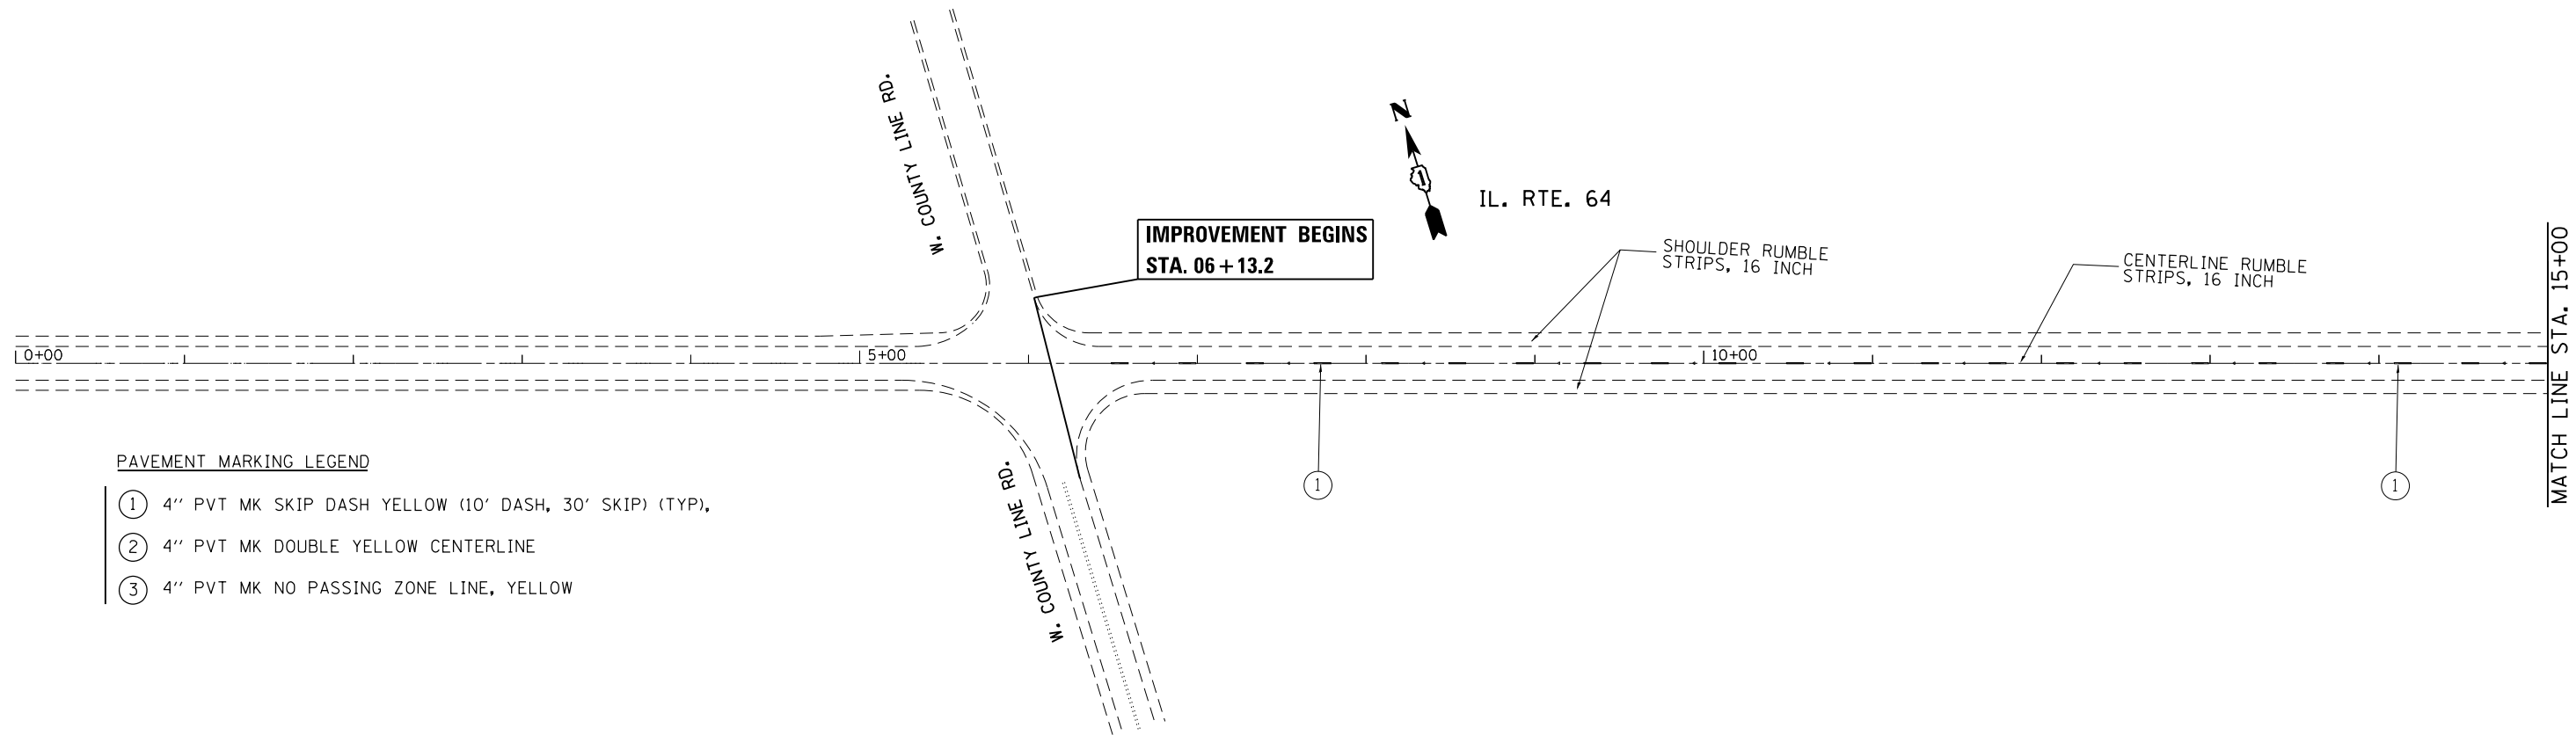 W. COUNTY LINE RD.
N
1
IL. RTE. 64
IMPROVEMENT BEGINS
STA. 06+13.2
SHOULDER RUMBLE
STRIPS, 16 INCH
CENTERLINE RUMBLE
STRIPS, 16 INCH
MATCH LINE STA. 15+00
0+00
5+00
10+00
W. COUNTY LINE RD.
1
1
PAVEMENT MARKING LEGEND
1 4'' PVT MK SKIP DASH YELLOW (10' DASH, 30' SKIP) (TYP),
2 4'' PVT MK DOUBLE YELLOW CENTERLINE
3 4'' PVT MK NO PASSING ZONE LINE, YELLOW